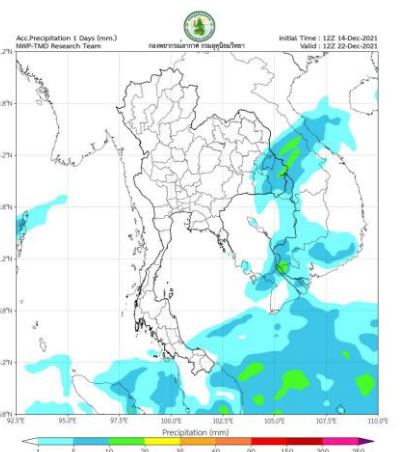 Acc.Precipitation 1 Days (mm.)
NWP-TMD Research Team
กองพยากรณ์อากาศ กรมอุตุนิยมวิทยา
Initial Time : 12Z 14-Dec-2021
Valid : 12Z 22-Dec-2021
92.5°E 95.0°E 97.5°E 100.0°E 102.5°E 105.0°E 107.5°E 110.0°E
Precipitation (mm)
1 5 10 20 35 60 90 150 200 250